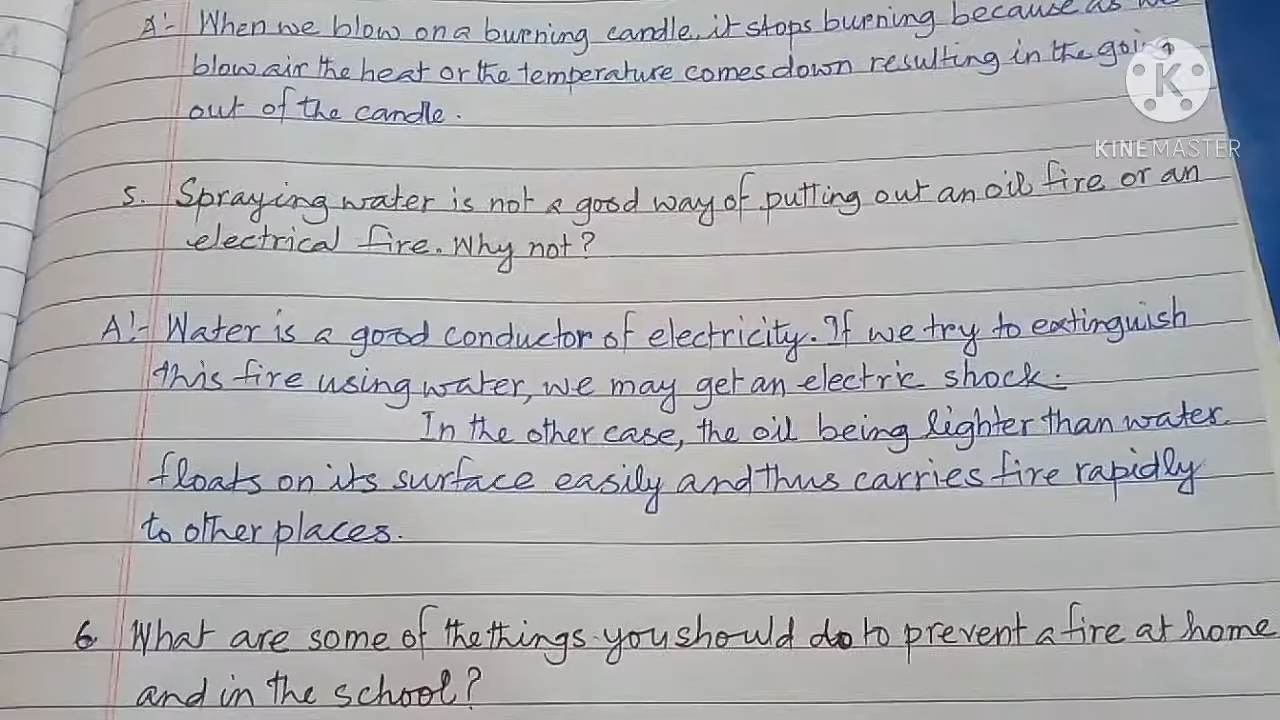 A:- When we blow on a burning candle, it stops burning because as we
blow air the heat or the temperature comes down resulting in the going
out of the candle.
5. Spraying water is not a good way of putting out an oil fire or an
electrical fire. Why not?
A:- Water is a good conductor of electricity. If we try to extinguish
this fire using water, we may get an electric shock.
In the other case, the oil being lighter than water
floats on its surface easily and thus carries fire rapidly
to other places.
6 What are some of the things you should do to prevent a fire at home
and in the school?
K
KINEMASTER